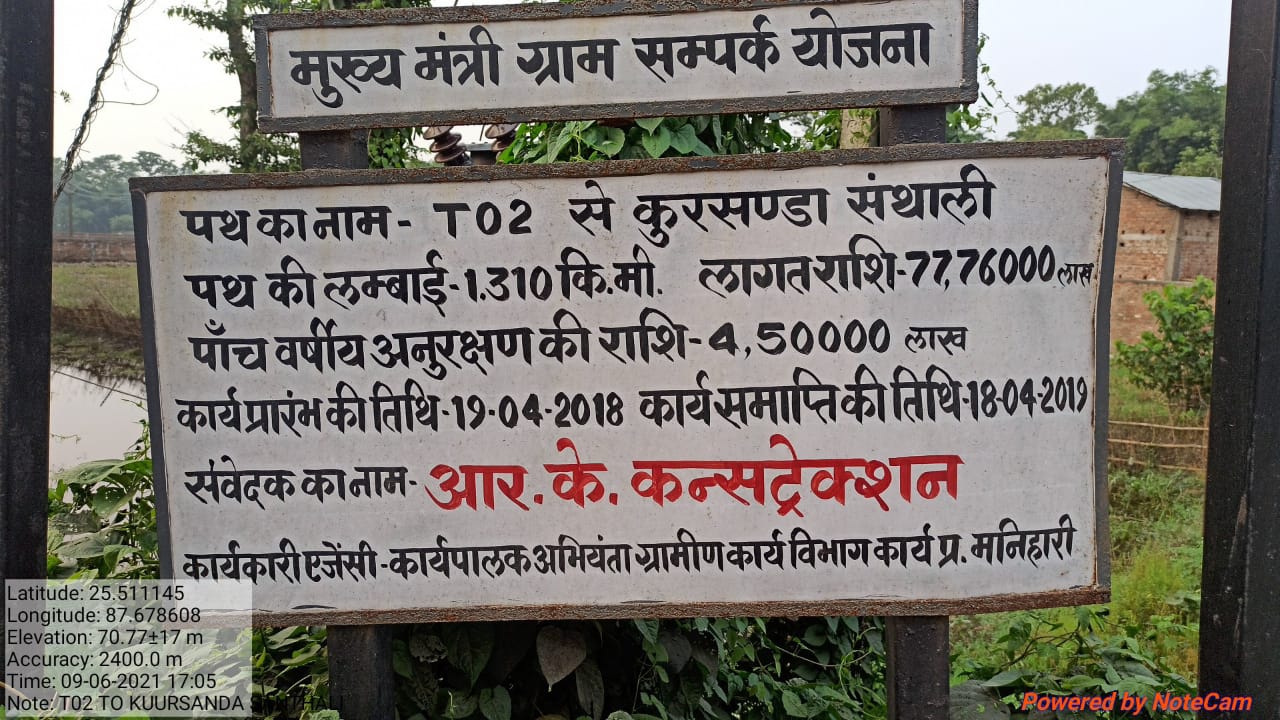 मुख्य मंत्री ग्राम सम्पर्क योजना
पथ का नाम- T02 से कुरसण्डा संथाली
पथ की लम्बाई-1.310 कि.मी. लागत राशि-77,76000 लाख
पाँच वर्षीय अनुरक्षण की राशि-4,50000 लाख
कार्य प्रारंभ की तिथि-19-04-2018 कार्य समाप्ति की तिथि-18-04-2019
संवेदक का नाम- आर. के. कन्सट्रेक्शन
कार्यकारी एजेंसी-कार्यपालक अभियंता ग्रामीण कार्य विभाग कार्य प्र. मनिहारी
Latitude: 25.511145
Longitude: 87.678608
Elevation: 70.77±17 m
Accuracy: 2400.0 m
Time: 09-06-2021 17:05
Note: T02 TO KUURSANDA
Powered by NoteCam